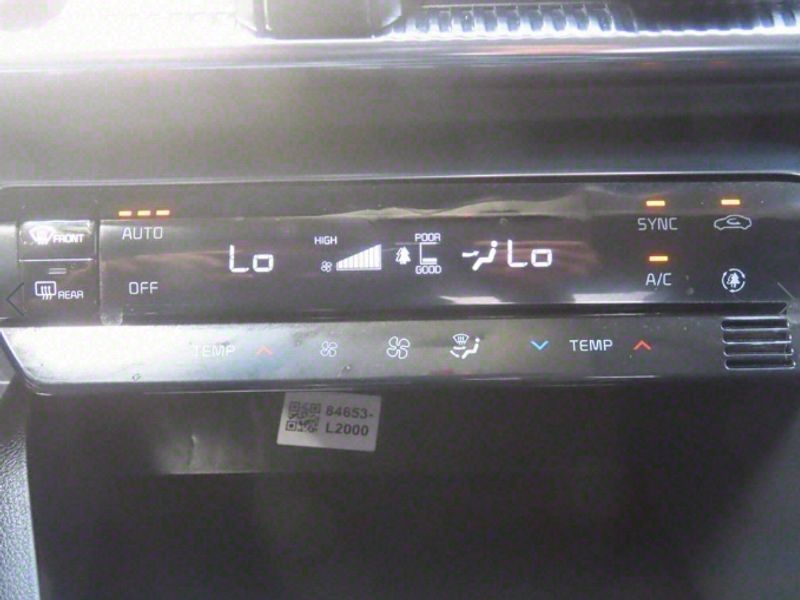 FRONT
AUTO
Lo
HIGH
POOR
GOOD
Lo
SYNC
REAR
OFF
A/C
TEMP
TEMP
84653-
L2000